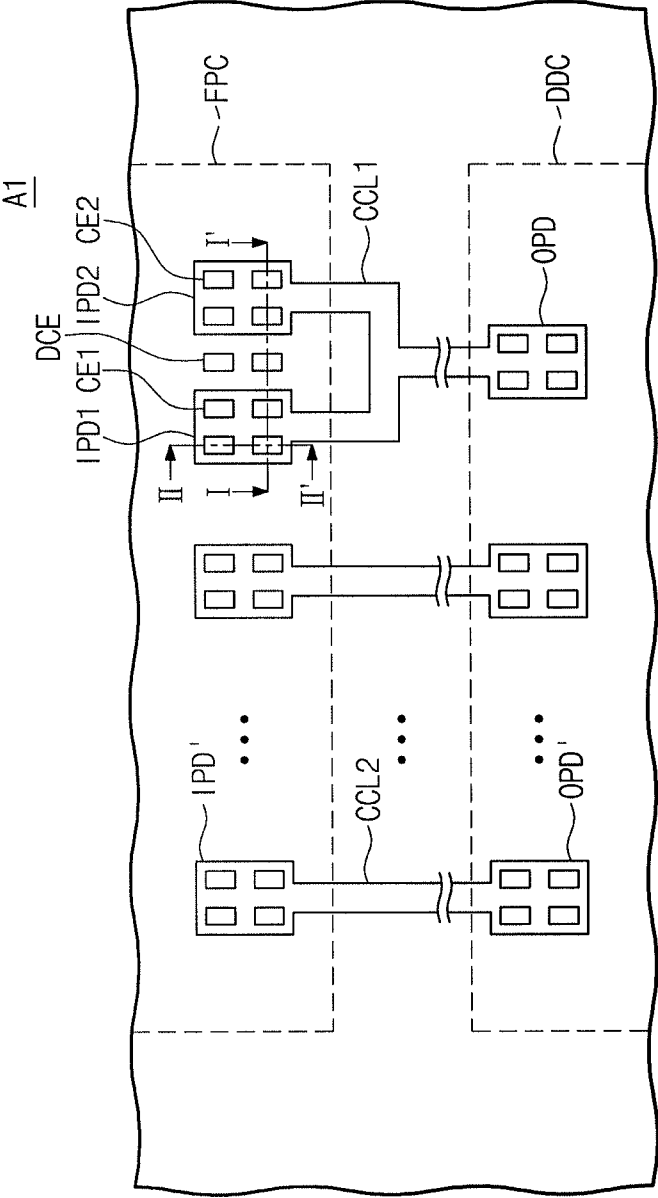 A1
FPC
DDC
CE2
IPD2
DCE
CE1
IPD1
I'
I
II
II'
CCL1
OPD
IPD'
CCL2
OPD'